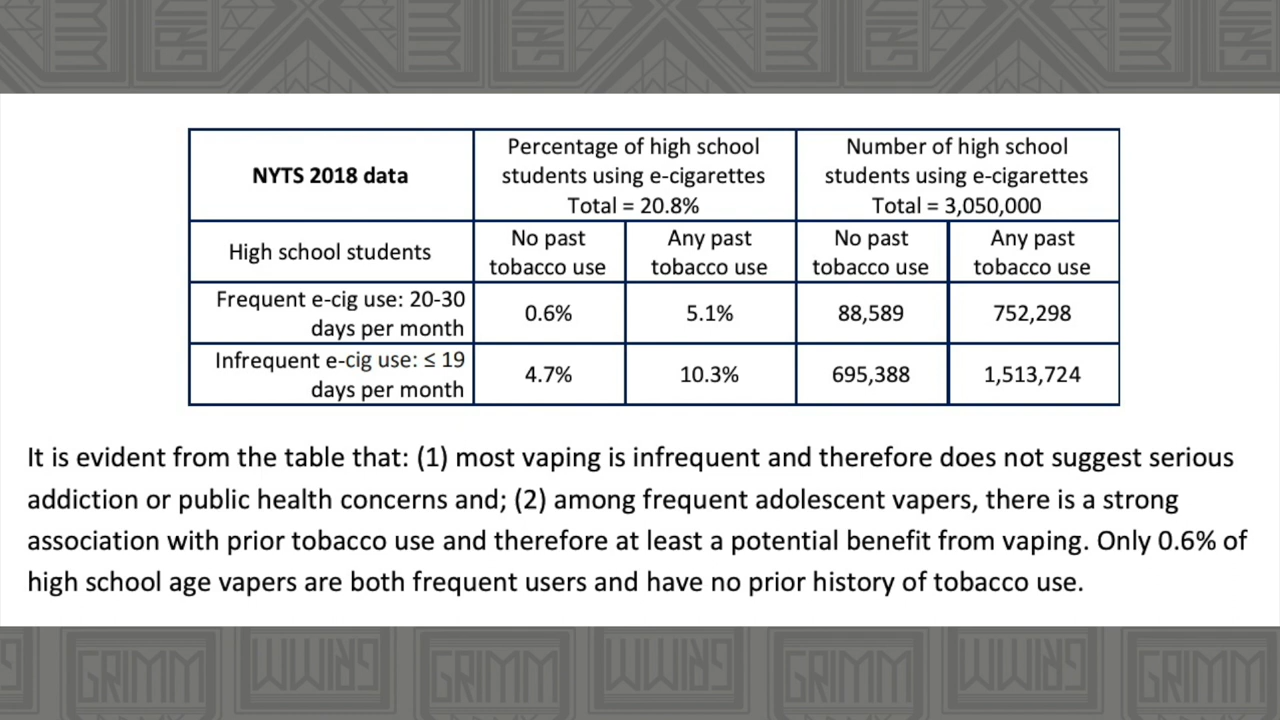 NYTS 2018 data
Percentage of high school
students using e-cigarettes
Total = 20.8%
Number of high school
students using e-cigarettes
Total = 3,050,000
High school students
No past
tobacco use
Any past
tobacco use
No past
tobacco use
Any past
tobacco use
Frequent e-cig use: 20-30
days per month
0.6%
5.1%
88,589
752,298
Infrequent e-cig use: ≤ 19
days per month
4.7%
10.3%
695,388
1,513,724
It is evident from the table that: (1) most vaping is infrequent and therefore does not suggest serious
addiction or public health concerns and; (2) among frequent adolescent vapers, there is a strong
association with prior tobacco use and therefore at least a potential benefit from vaping. Only 0.6% of
high school age vapers are both frequent users and have no prior history of tobacco use.
GRIMM
GRIMM
GRIMM
GRIMM